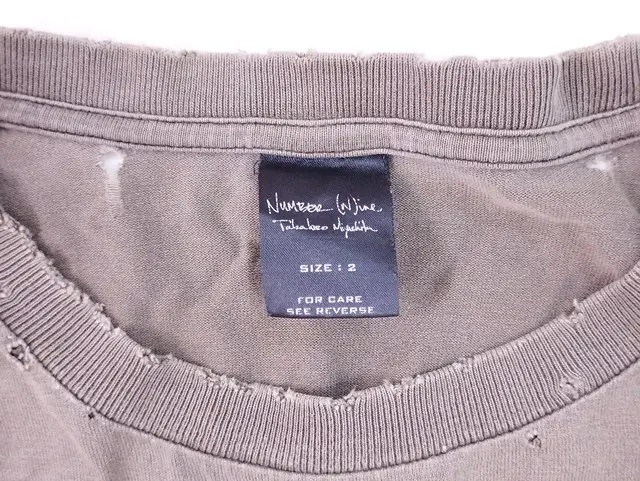 NUMBER (N)ine
Takahiro Miyashita
SIZE : 2
FOR CARE
SEE REVERSE